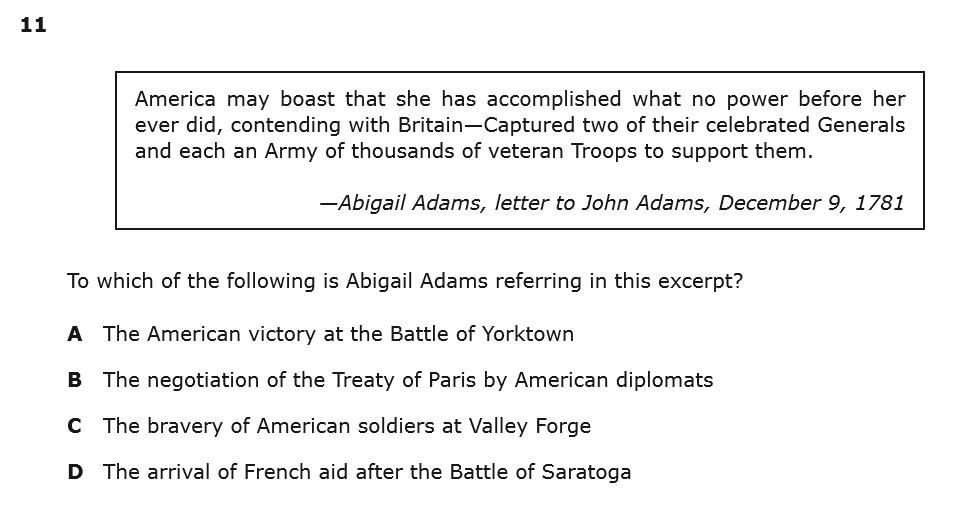 11
America may boast that she has accomplished what no power before her
ever did, contending with Britain—Captured two of their celebrated Generals
and each an Army of thousands of veteran Troops to support them.
—Abigail Adams, letter to John Adams, December 9, 1781
To which of the following is Abigail Adams referring in this excerpt?
A The American victory at the Battle of Yorktown
B The negotiation of the Treaty of Paris by American diplomats
C The bravery of American soldiers at Valley Forge
D The arrival of French aid after the Battle of Saratoga